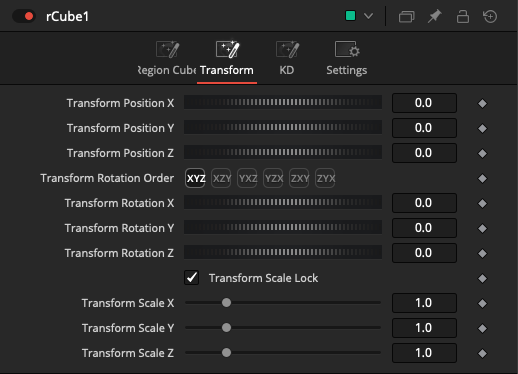 rCube1
Region Cube Transform KD Settings
Transform Position X 0.0
Transform Position Y 0.0
Transform Position Z 0.0
Transform Rotation Order XYZ XZY YXZ YZX ZXY ZYX
Transform Rotation X 0.0
Transform Rotation Y 0.0
Transform Rotation Z 0.0
Transform Scale Lock
Transform Scale X 1.0
Transform Scale Y 1.0
Transform Scale Z 1.0